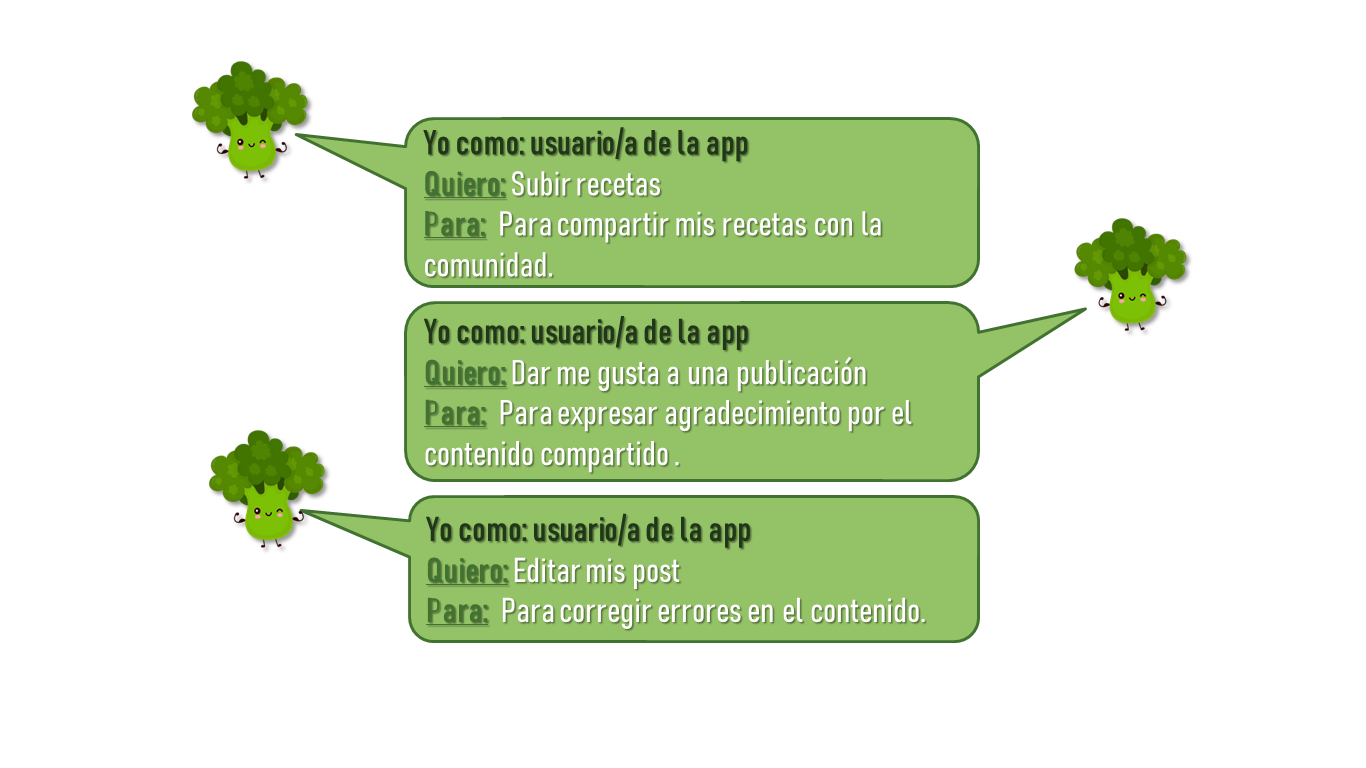 Yo como: usuario/a de la app
Quiero: Subir recetas
Para: Para compartir mis recetas con la
comunidad.
Yo como: usuario/a de la app
Quiero: Dar me gusta a una publicación
Para: Para expresar agradecimiento por el
contenido compartido .
Yo como: usuario/a de la app
Quiero: Editar mis post
Para: Para corregir errores en el contenido.